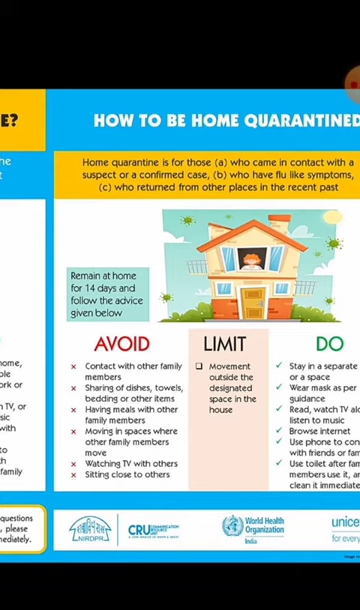 E?
he
t
HOW TO BE HOME QUARANTINED
Home quarantine is for those (a) who came in contact with a
suspect or a confirmed case, (b) who have flu like symptoms,
(c) who returned from other places in the recent past
Remain at home
for 14 days and
follow the advice
given below
AVOID
× Contact with other family
members
× Sharing of dishes, towels,
bedding or other items
× Having meals with other
family members
× Moving in spaces where
other family members
move
× Watching TV with others
× Sitting close to others
LIMIT
❑ Movement
outside the
designated
space in the
house
DO
✓ Stay in a separate
or a space
✓ Wear mask as per
guidance
✓ Read, watch TV al
listen to music
✓ Browse internet
✓ Use phone to con
with friends or fam
✓ Use toilet after fam
members use it, an
clean it immediate
ome,
ple
ork or
TV, or
sic
with
to
h
family
questions
, please
mediately.
NIRDPR
CRU COMMUNICATION
RESOURCE
UNIT
World Health
Organization
India
unice
for every